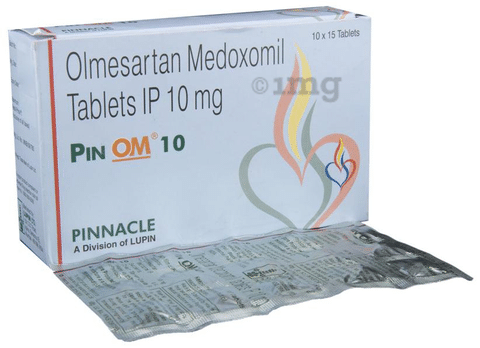 10 x 15 Tablets
Olmesartan Medoxomil
Tablets IP 10 mg
©1mg
PIN OM® 10
PINNACLE
A Division of LUPIN